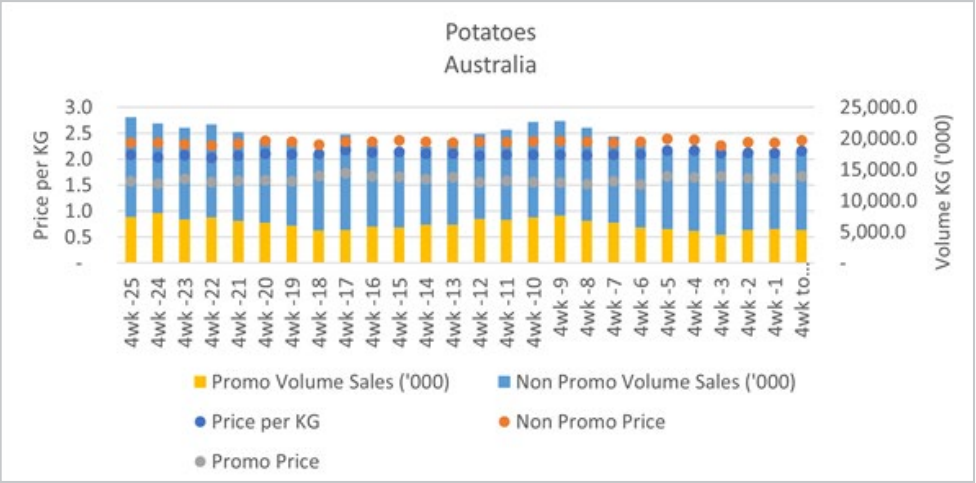 Potatoes
Australia
Price per KG
3.0
2.5
2.0
1.5
1.0
0.5
-
25,000.0
20,000.0
15,000.0
10,000.0
5,000.0
-
Volume KG ('000)
4wk -25
4wk -24
4wk -23
4wk -22
4wk -21
4wk -20
4wk -19
4wk -18
4wk -17
4wk -16
4wk -15
4wk -14
4wk -13
4wk -12
4wk -11
4wk -10
4wk -9
4wk -8
4wk -7
4wk -6
4wk -5
4wk -4
4wk -3
4wk -2
4wk -1
4wk to...
Promo Volume Sales ('000)
Non Promo Volume Sales ('000)
Price per KG
Non Promo Price
Promo Price